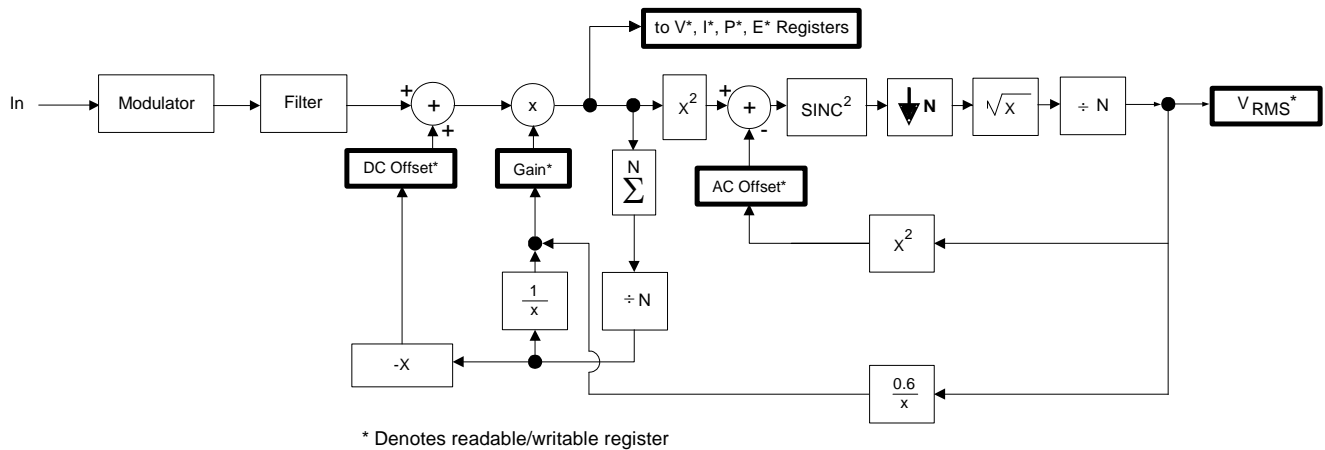 to V*, I*, P*, E* Registers
In
Modulator
Filter
+
+
+
x
X²
+
+
-
SINC²
N
√X
÷ N
V RMS*
DC Offset*
Gain*
N
Σ
AC Offset*
X²
1
x
÷ N
-X
0.6
x
* Denotes readable/writable register